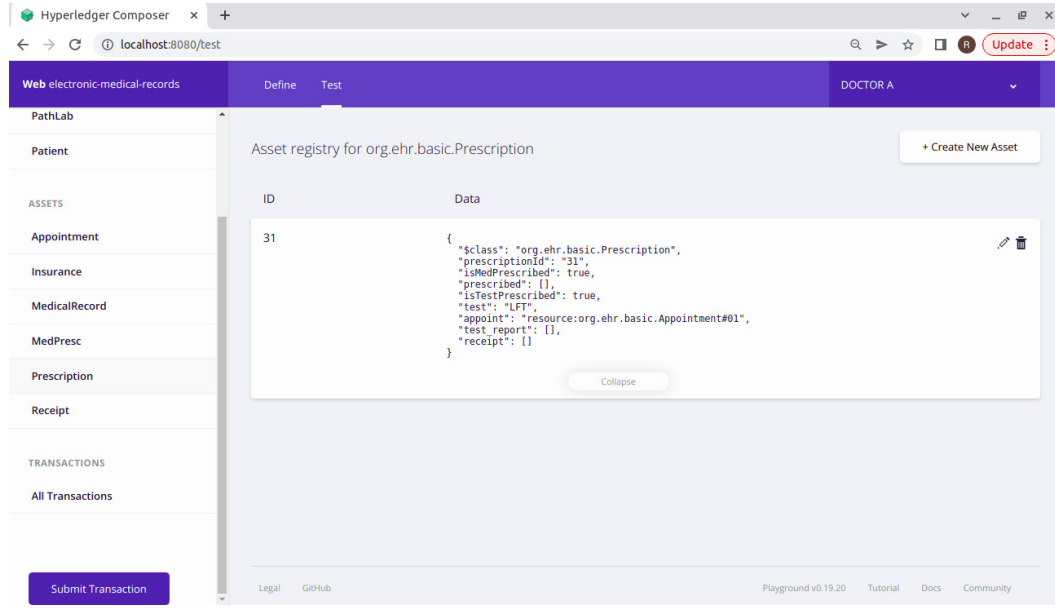 Hyperledger Composer
localhost:8080/test
R
Update
Web electronic-medical-records
Define
Test
DOCTOR A
PathLab
Patient
ASSETS
Appointment
Insurance
MedicalRecord
MedPresc
Prescription
Receipt
TRANSACTIONS
All Transactions
Submit Transaction
Asset registry for org.ehr.basic.Prescription
+ Create New Asset
ID
Data
31
{
"$class": "org.ehr.basic.Prescription",
"prescriptionId": "31",
"isMedPrescribed": true,
"prescribed": [],
"isTestPrescribed": true,
"test": "LFT",
"appoint": "resource:org.ehr.basic.Appointment#01",
"test_report": [],
"receipt": []
}
Collapse
Legal
GitHub
Playground v0.19.20
Tutorial
Docs
Community